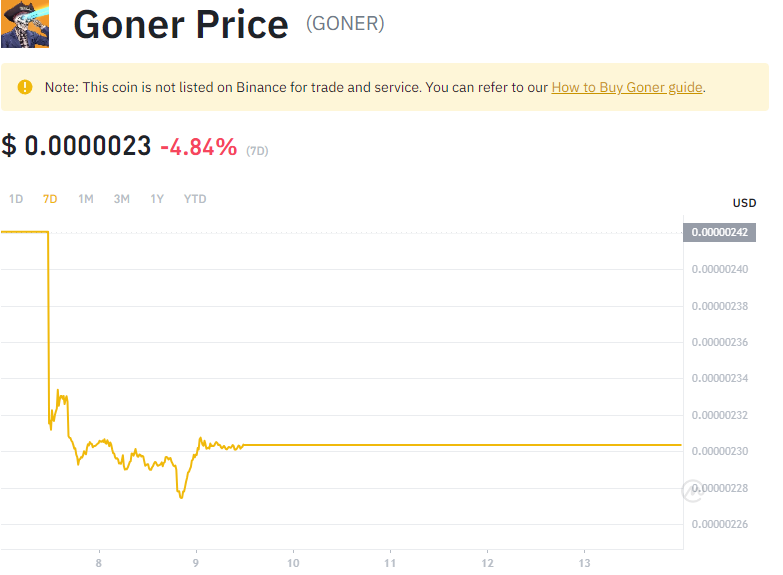 Goner Price (GONER)
Note: This coin is not listed on Binance for trade and service. You can refer to our How to Buy Goner guide.
$ 0.0000023 -4.84% (7D)
1D 7D 1M 3M 1Y YTD
USD
0.00000242
0.00000240
0.00000238
0.00000236
0.00000234
0.00000232
0.00000230
0.00000228
0.00000226
8 9 10 11 12 13